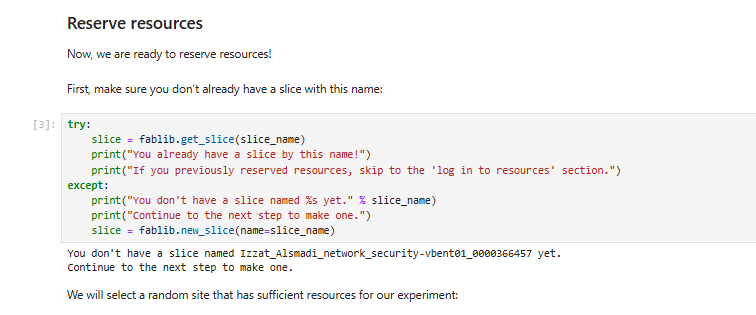 Reserve resources
Now, we are ready to reserve resources!
First, make sure you don't already have a slice with this name:
[3]: try:
    slice = fablib.get_slice(slice_name)
    print("You already have a slice by this name!")
    print("If you previously reserved resources, skip to the 'log in to resources' section.")
except:
    print("You don't have a slice named %s yet." % slice_name)
    print("Continue to the next step to make one.")
    slice = fablib.new_slice(name=slice_name)
You don't have a slice named Izzat_Alsmadi_network_security-vbent01_0000366457 yet.
Continue to the next step to make one.
We will select a random site that has sufficient resources for our experiment: